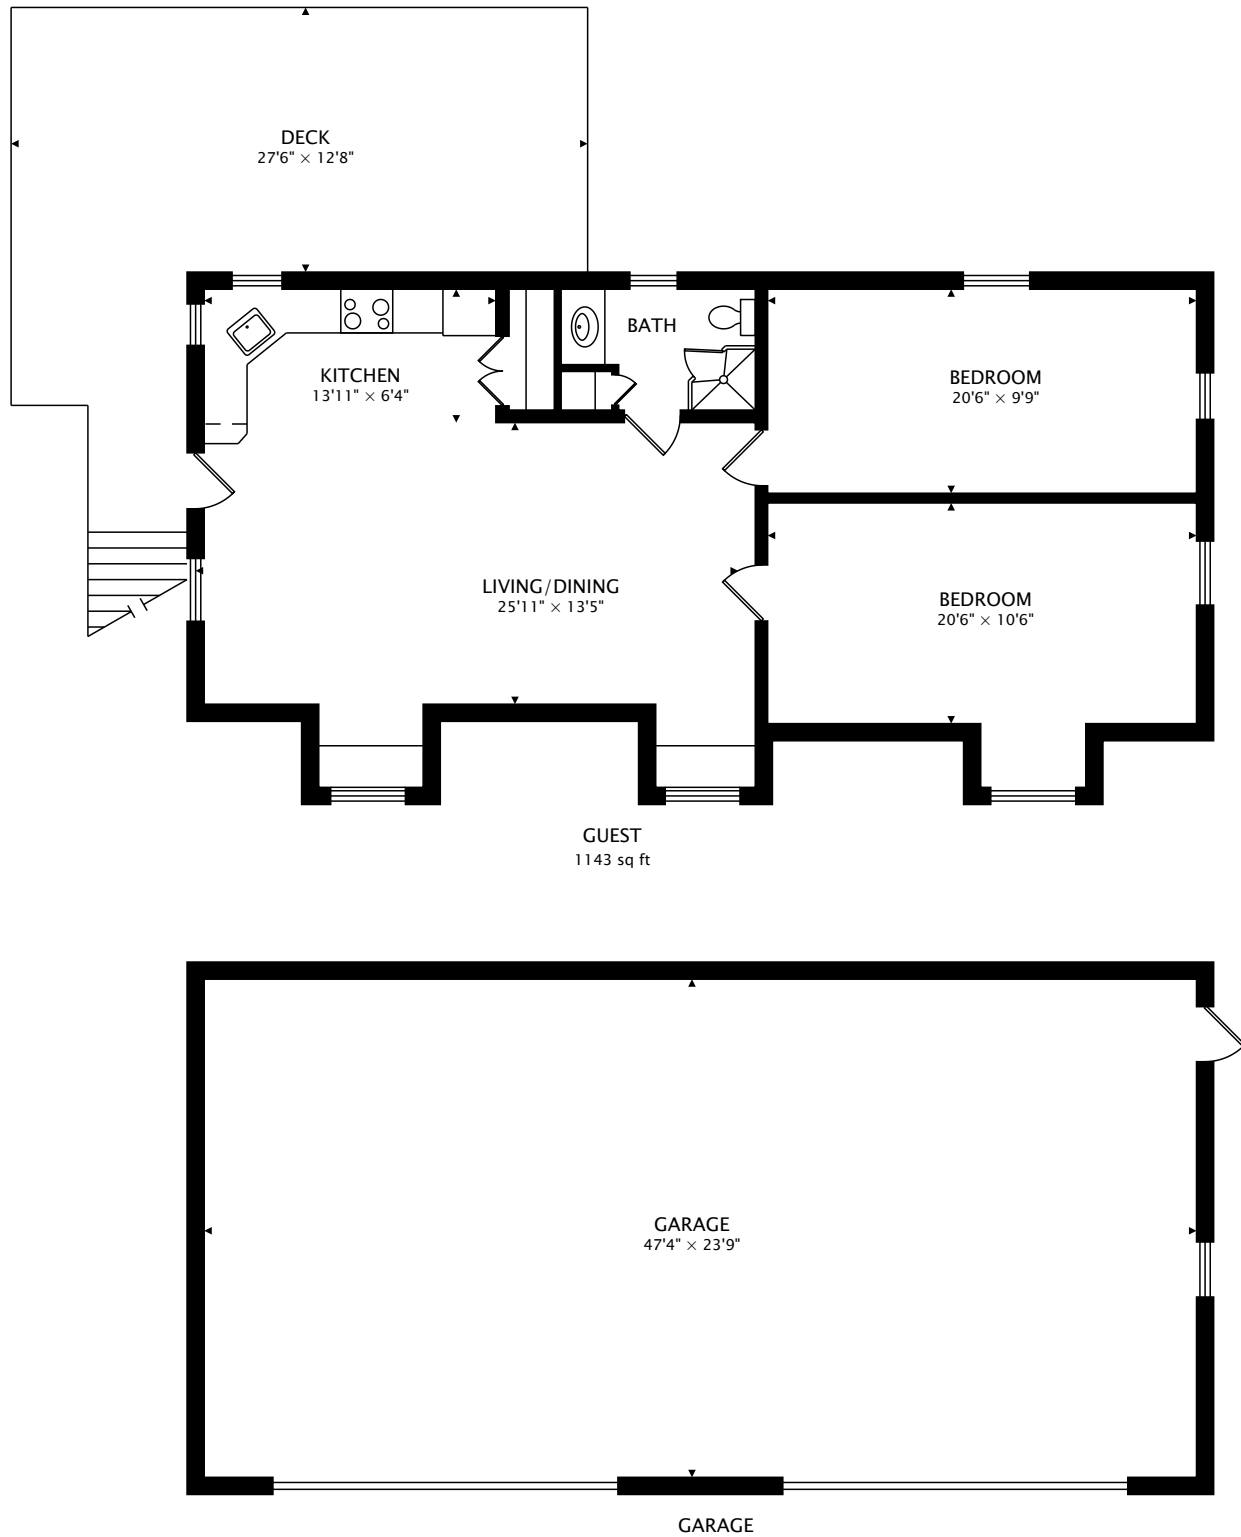 DECK
27'6" × 12'8"
BATH
KITCHEN
13'11" × 6'4"
BEDROOM
20'6" × 9'9"
LIVING/DINING
25'11" × 13'5"
BEDROOM
20'6" × 10'6"
GUEST
1143 sq ft
GARAGE
47'4" × 23'9"
GARAGE